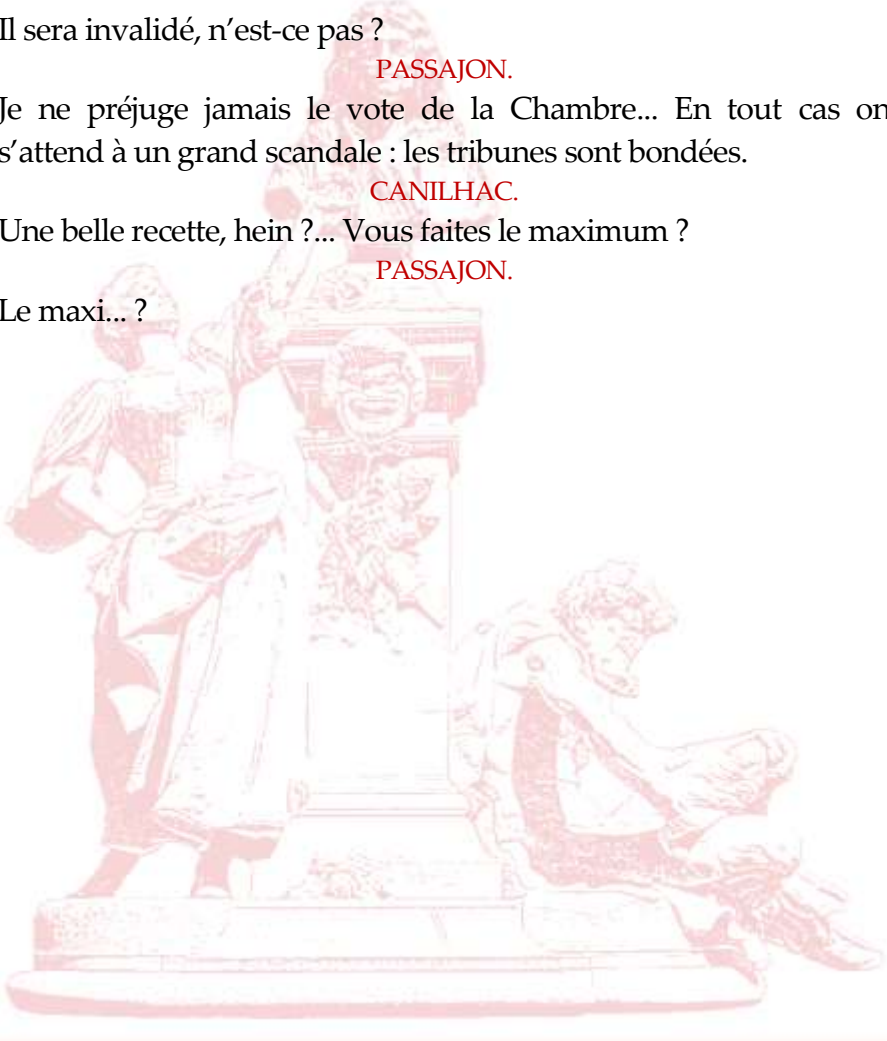 Il sera invalidé, n’est-ce pas ?
PASSAJON.
Je ne préjuge jamais le vote de la Chambre... En tout cas on
s’attend à un grand scandale : les tribunes sont bondées.
CANILHAC.
Une belle recette, hein ?... Vous faites le maximum ?
PASSAJON.
Le maxi... ?